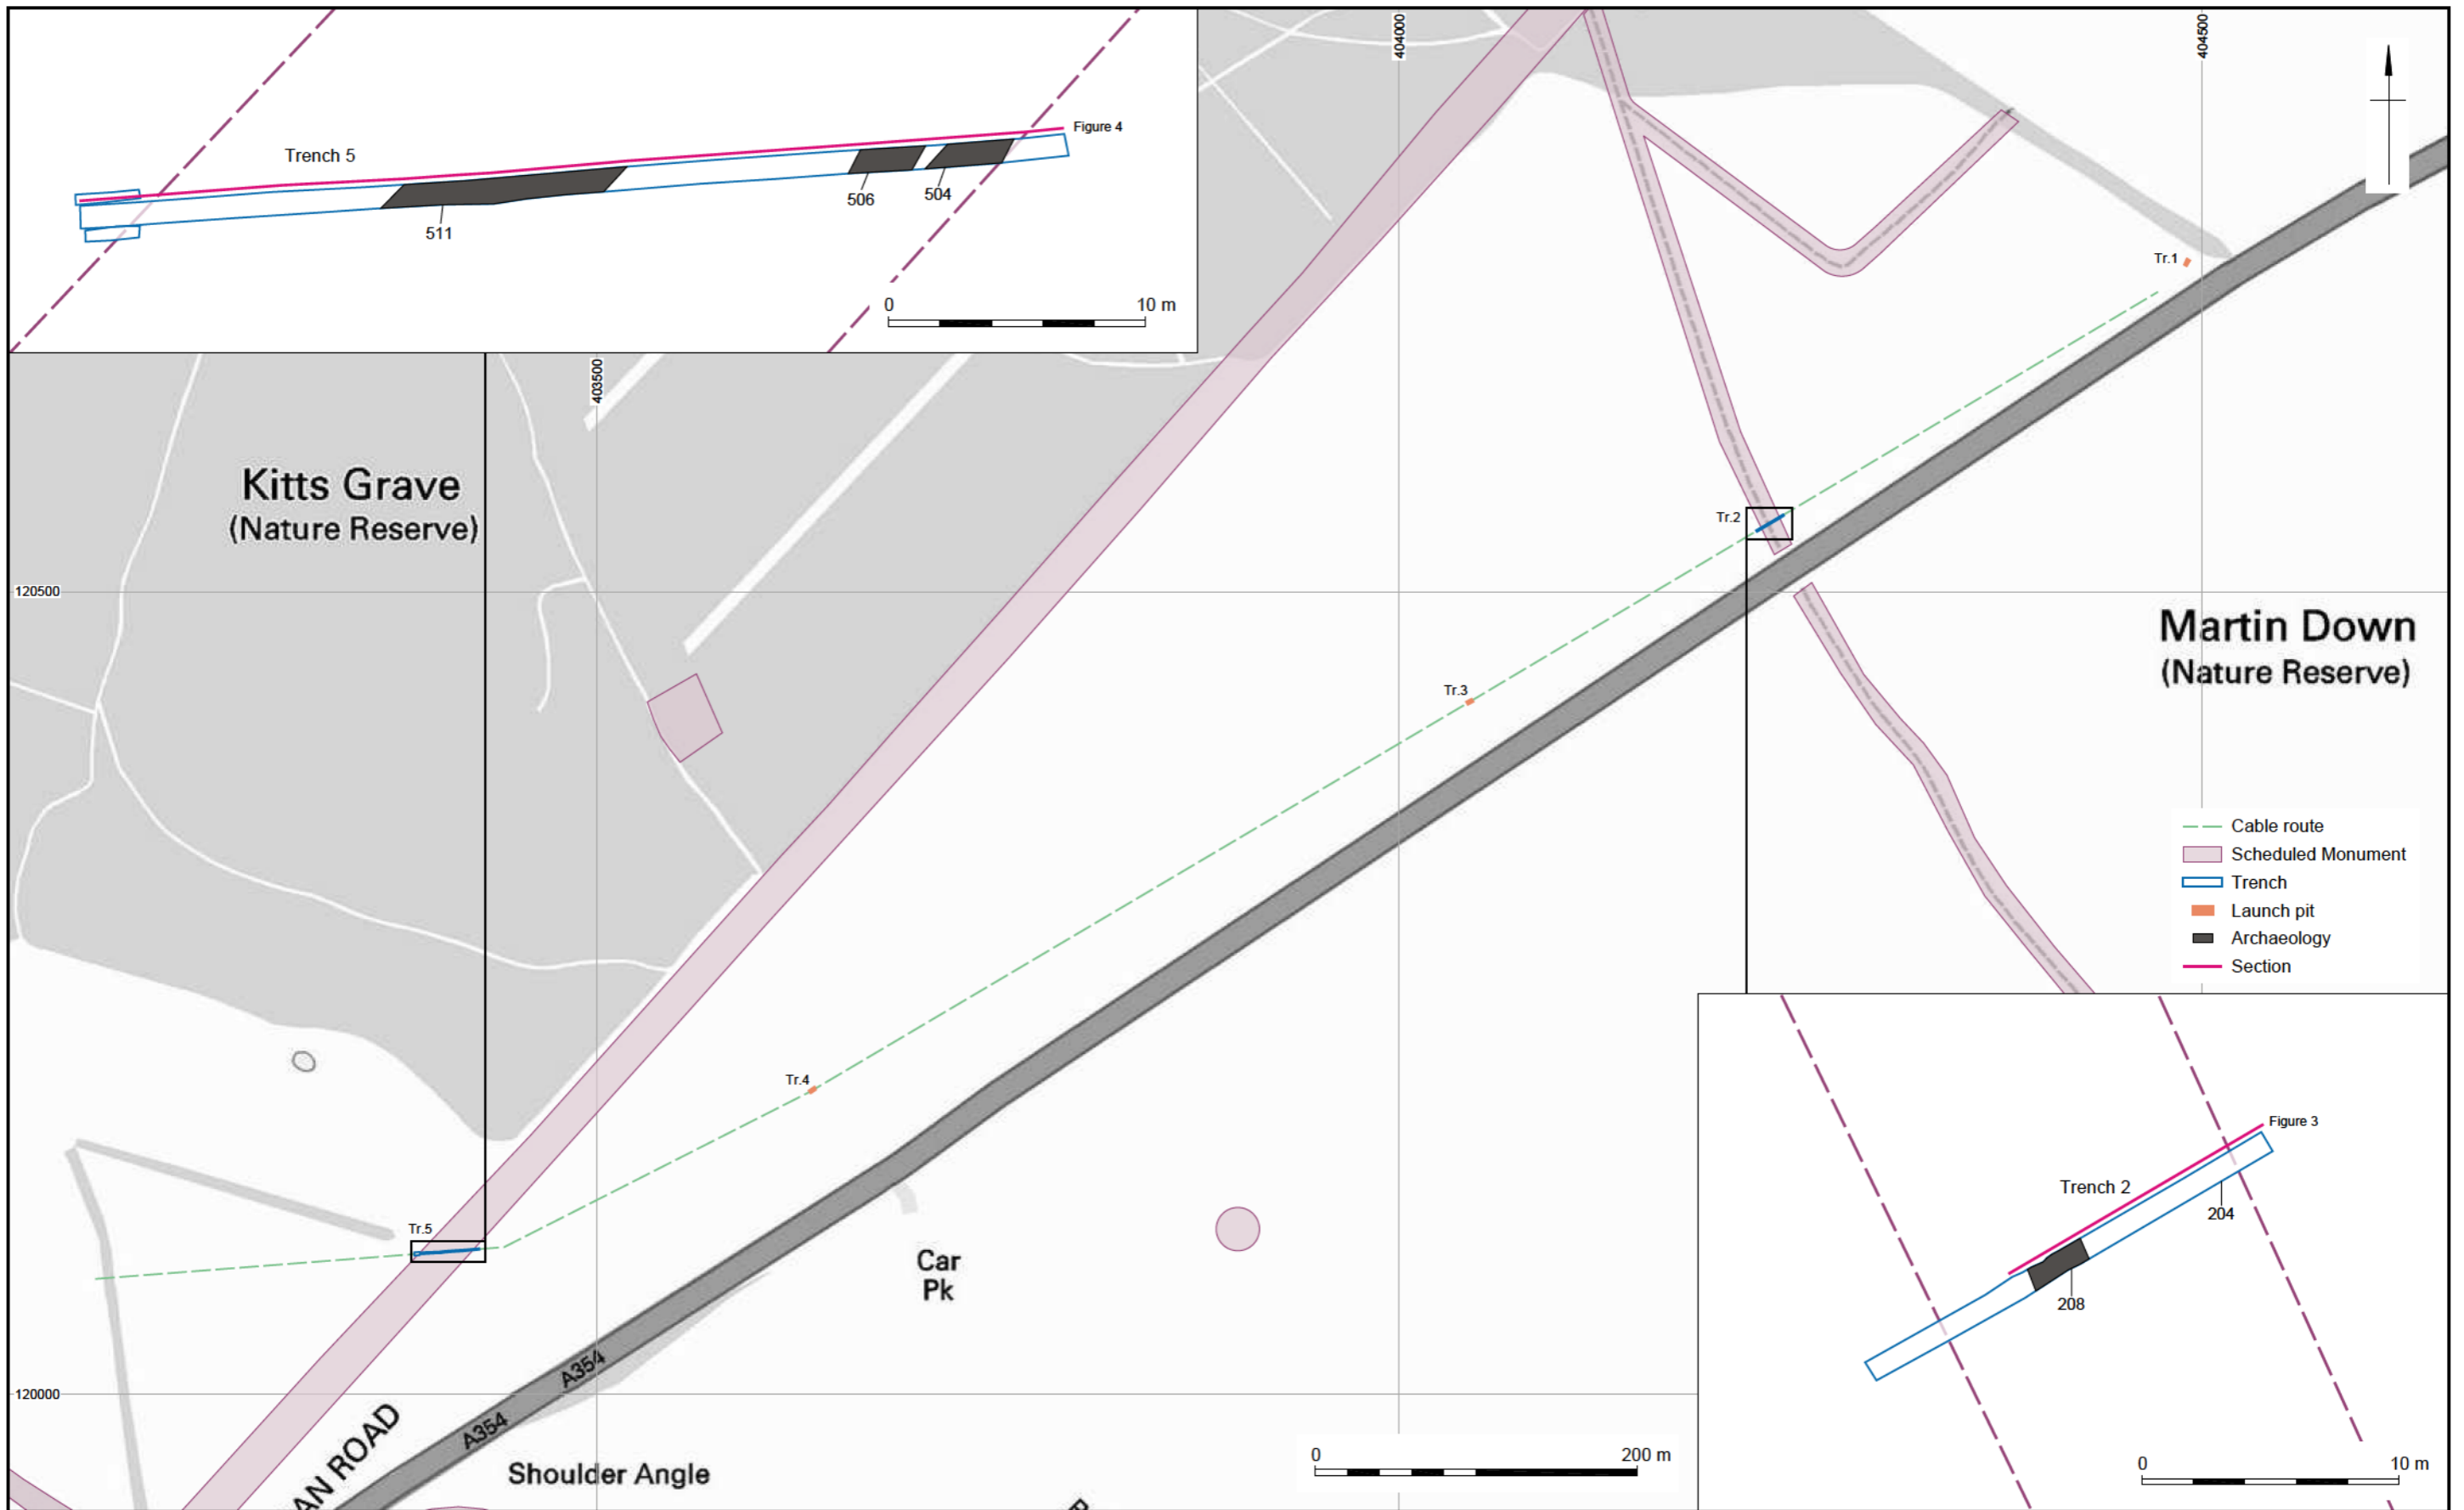 Trench 5
Figure 4
506
504
511
0 10 m
404000
404500
403500
Tr.1
Kitts Grave
(Nature Reserve)
Tr.2
120500
Martin Down
(Nature Reserve)
Tr.3
Cable route
Scheduled Monument
Trench
Launch pit
Archaeology
Section
Tr.4
Tr.5
Car
Pk
Figure 3
Trench 2
204
208
A354
120000
A354
AN ROAD
Shoulder Angle
0 200 m
0 10 m